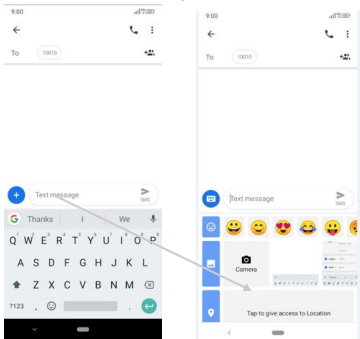 9:00
To 10010
Text message
SMS
Thanks I We
Q W E R T Y U I O P
A S D F G H J K L
Z X C V B N M
?123 , .
9:00
To 10010
Text message
SMS
Camera
Tap to give access to Location